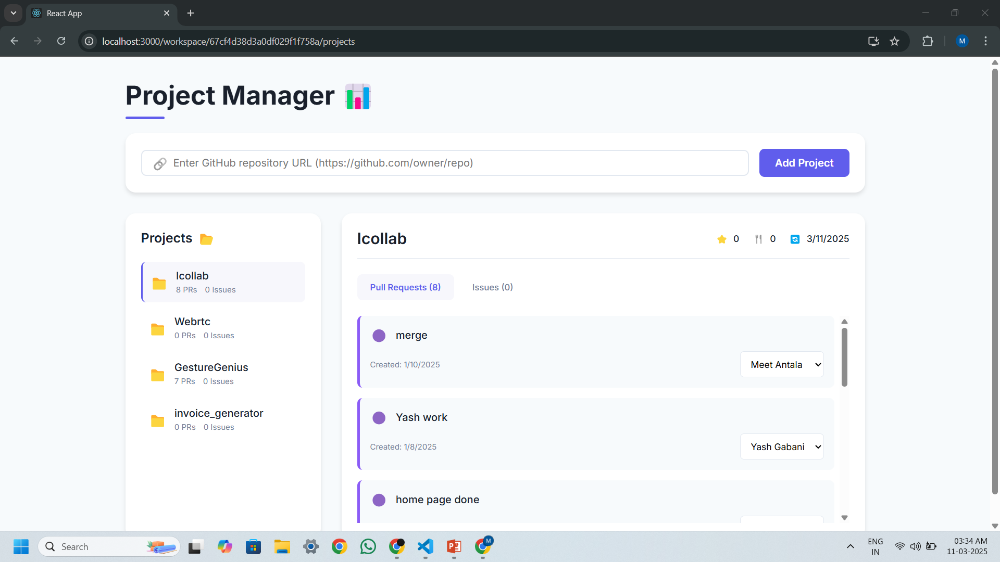 React App
localhost:3000/workspace/67cf4d38d3a0df029f1f758a/projects
M
Project Manager
Enter GitHub repository URL (https://github.com/owner/repo)
Add Project
Projects
Icollab
8 PRs 0 Issues
Webrtc
0 PRs 0 Issues
GestureGenius
7 PRs 0 Issues
invoice_generator
0 PRs 0 Issues
Icollab
0 0 3/11/2025
Pull Requests (8) Issues (0)
merge
Created: 1/10/2025
Meet Antala
Yash work
Created: 1/8/2025
Yash Gabani
home page done
Search
M
ENG
IN
03:34 AM
11-03-2025